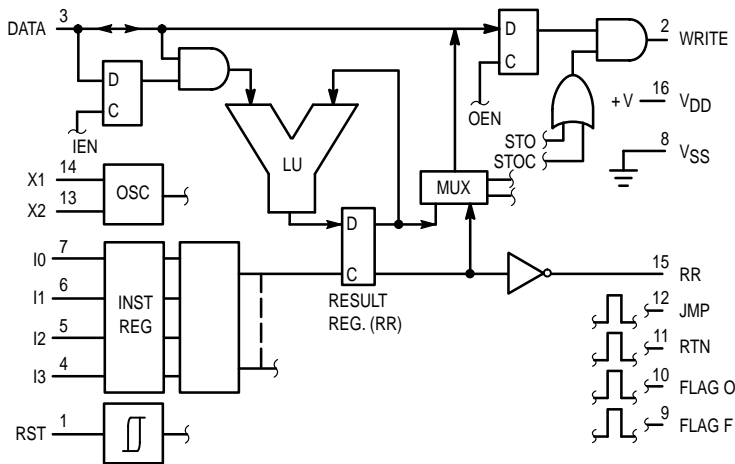 DATA 3
D
C
IEN
D
C
OEN
2 WRITE
+V 16 VDD
STO
STOC
8 VSS
LU
MUX
X1 14
X2 13
OSC
D
C
RESULT
REG. (RR)
15 RR
I0 7
I1 6
I2 5
I3 4
INST
REG
12 JMP
11 RTN
10 FLAG O
9 FLAG F
RST 1